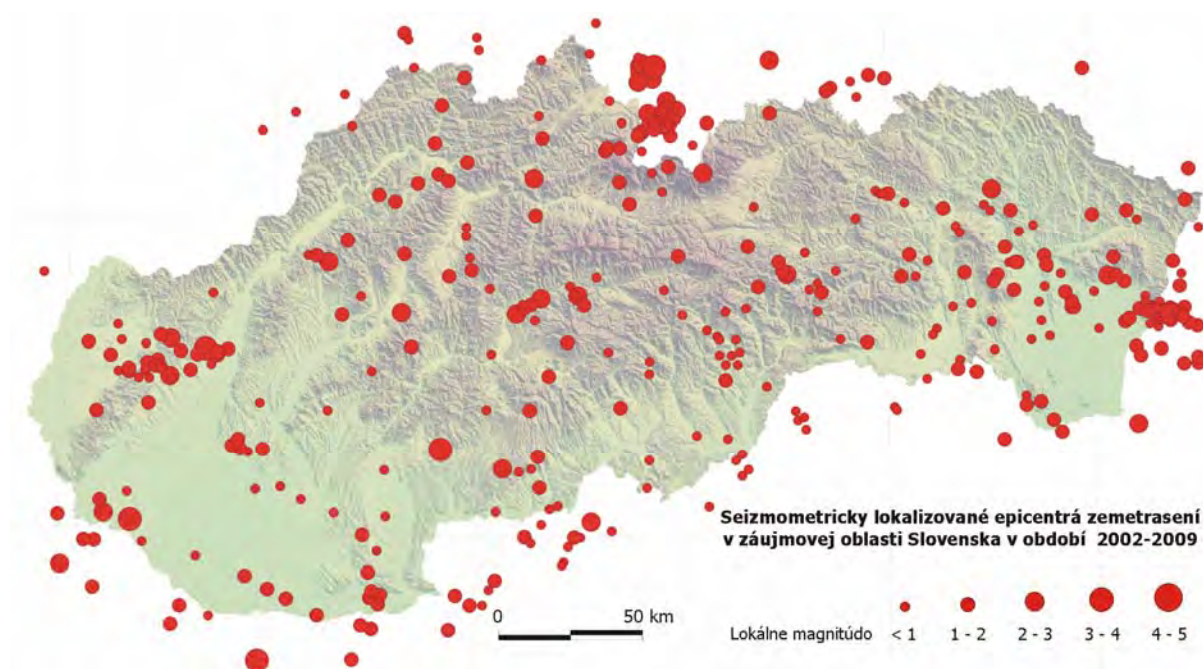 Seizmometricky lokalizované epicentrá zemetrasení
v záujmovej oblasti Slovenska v období 2002-2009
0 50 km
Lokálne magnitúdo < 1 1 - 2 2 - 3 3 - 4 4 - 5